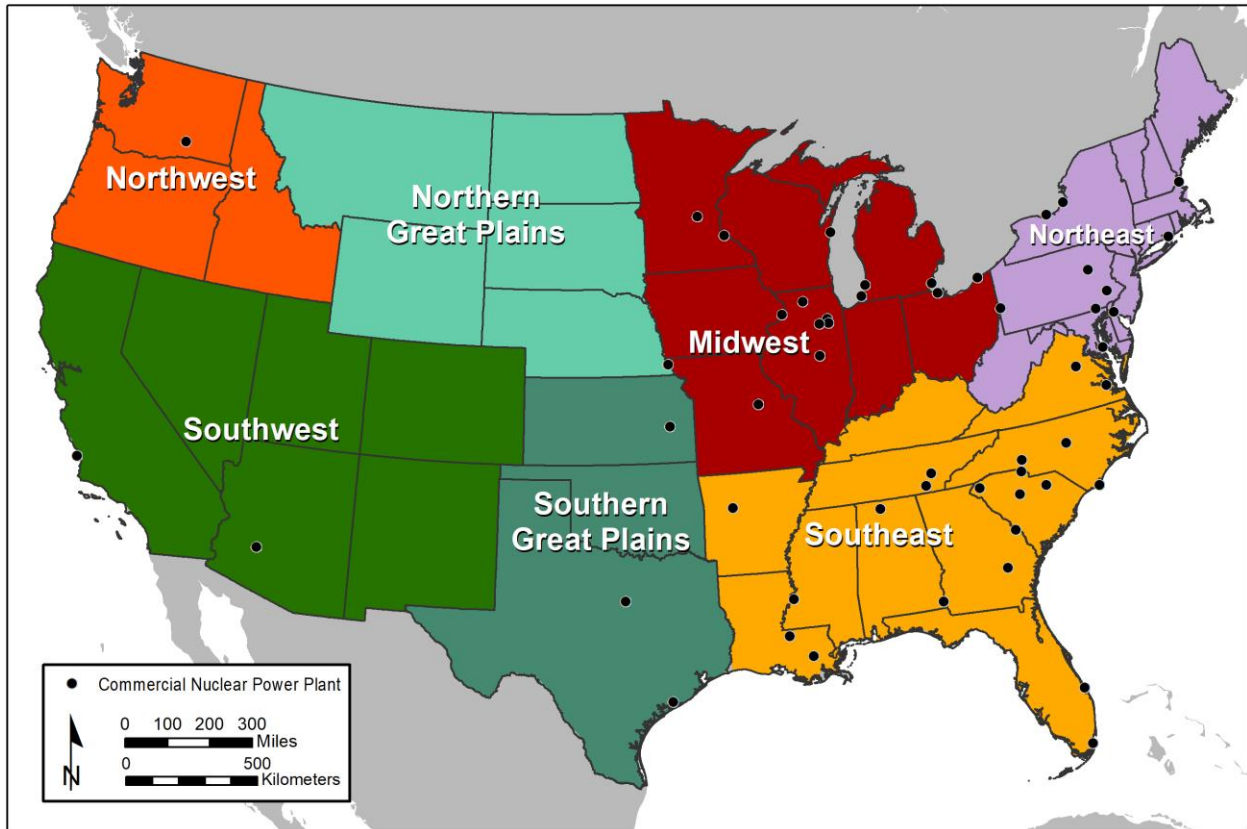 Northwest
Northern
Great Plains
Northeast
Midwest
Southwest
Southern
Great Plains
Southeast
Commercial Nuclear Power Plant
0 100 200 300
Miles
0 500
Kilometers
N